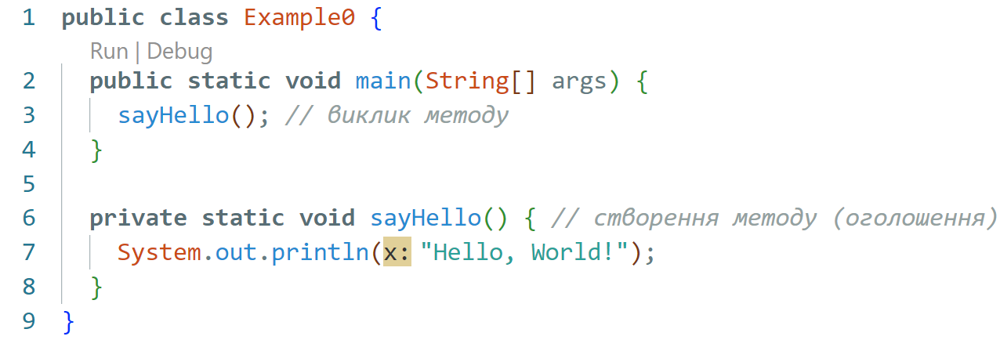 1 public class Example0 {
Run | Debug
2 public static void main(String[] args) {
3 sayHello(); // виклик методу
4 }
5
6 private static void sayHello() { // створення методу (оголошення)
7 System.out.println(x: "Hello, World!");
8 }
9 }